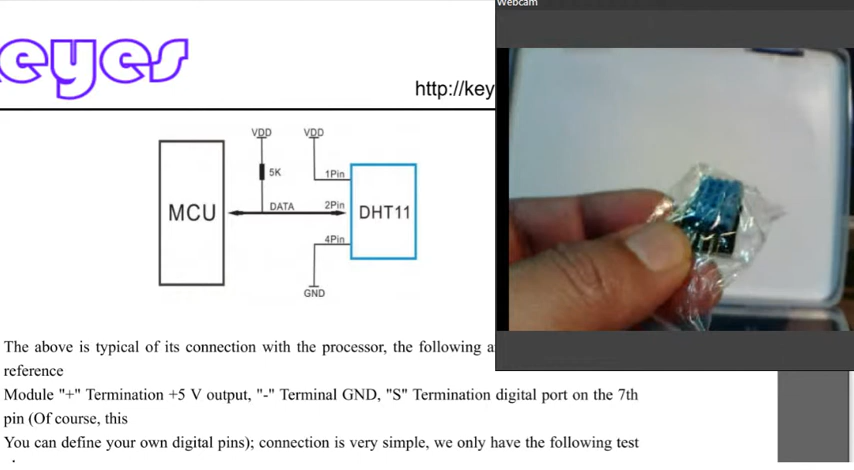 Webcam
eyes
http://key
VDD
VDD
5K
1Pin
MCU
DATA
2Pin
DHT11
4Pin
GND
The above is typical of its connection with the processor, the following a
reference
Module "+" Termination +5 V output, "-" Terminal GND, "S" Termination digital port on the 7th
pin (Of course, this
You can define your own digital pins); connection is very simple, we only have the following test